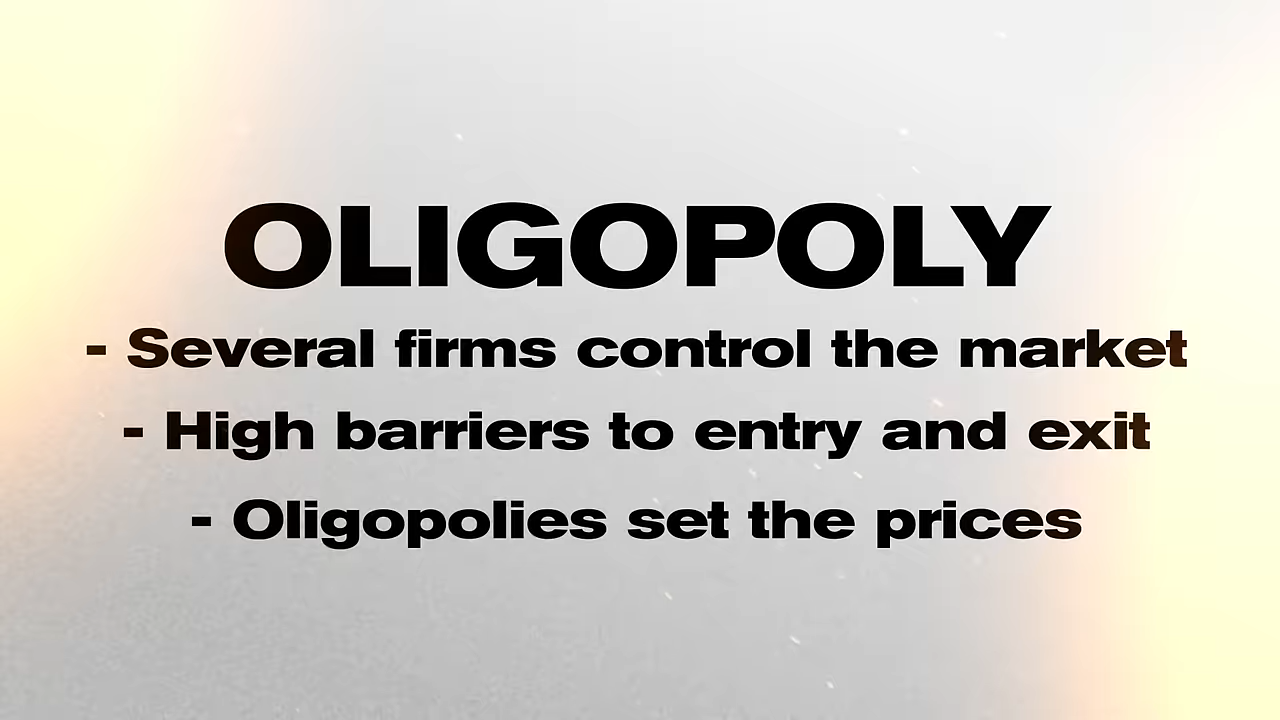 OLIGOPOLY
- Several firms control the market
- High barriers to entry and exit
- Oligopolies set the prices